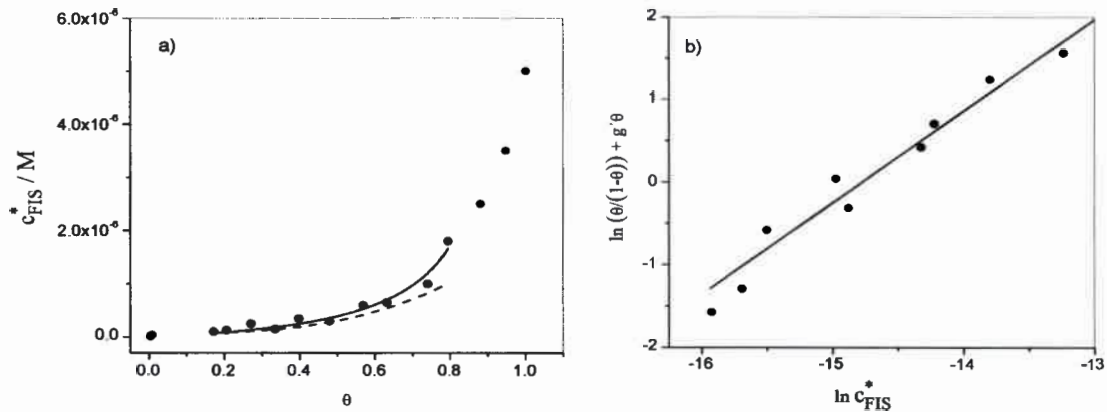 a)
6.0x10⁻⁶
4.0x10⁻⁶
2.0x10⁻⁶
0.0
c*FIS / M
0.0 0.2 0.4 0.6 0.8 1.0
θ
b)
2
1
0
-1
-2
ln (θ/(1-θ)) + g'θ
-16 -15 -14 -13
ln c*FIS